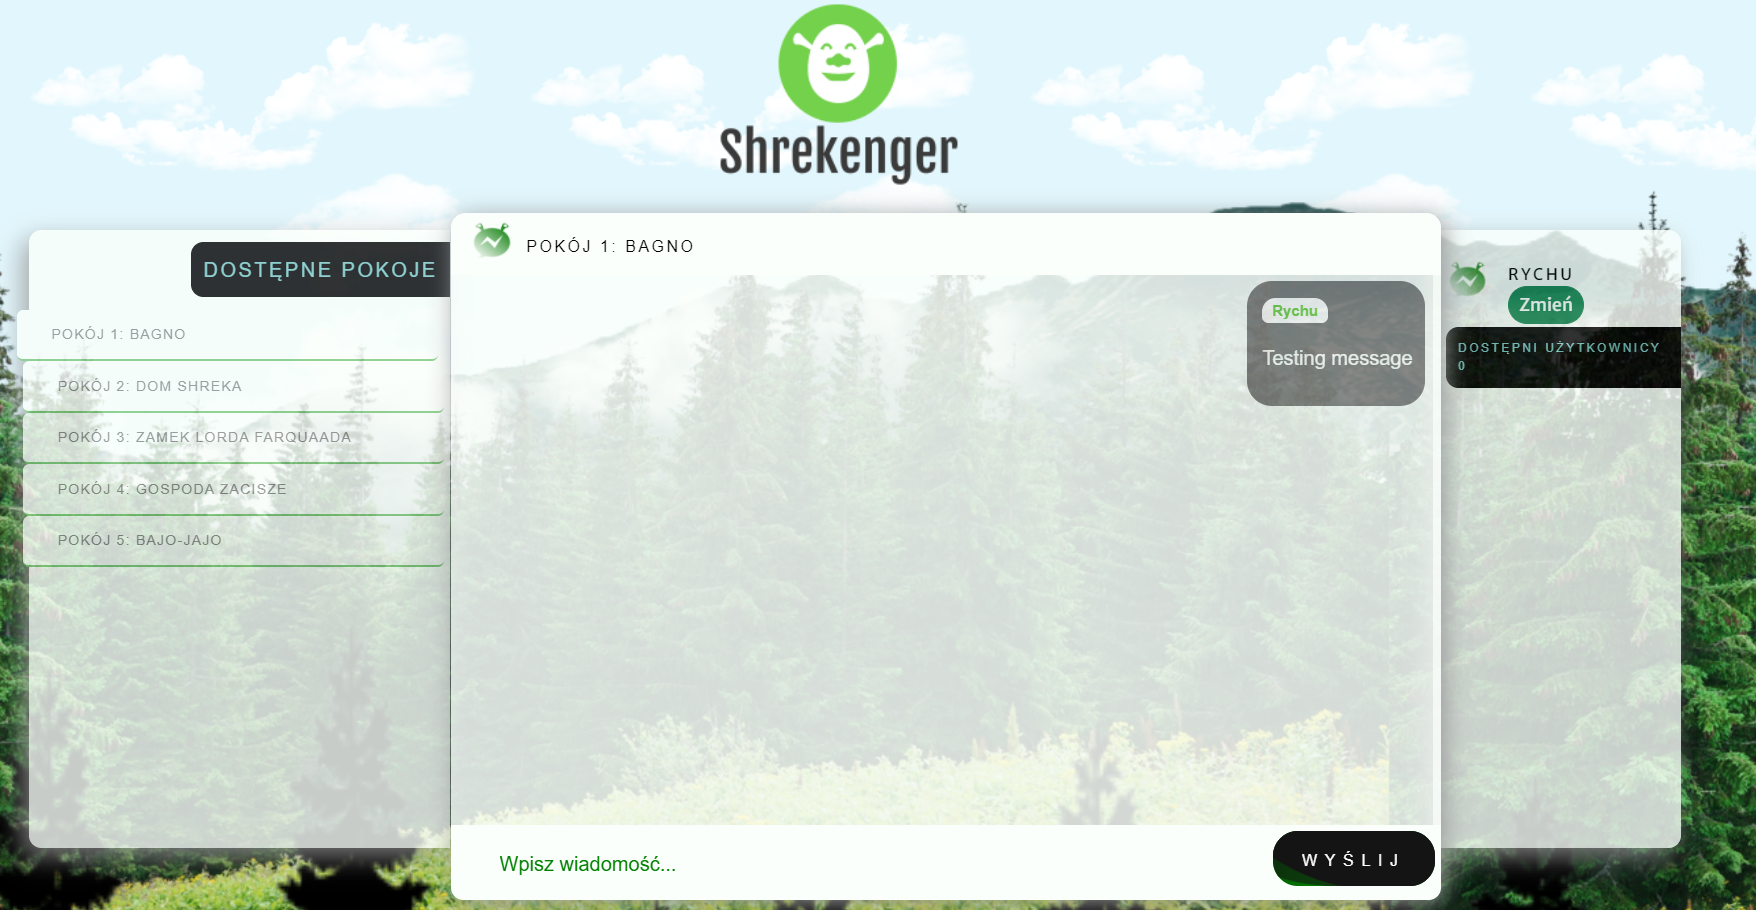 Shrekenger
DOSTĘPNE POKOJE
POKÓJ 1: BAGNO
POKÓJ 2: DOM SHREKA
POKÓJ 3: ZAMEK LORDA FARQUAADA
POKÓJ 4: GOSPODA ZACISZE
POKÓJ 5: BAJO-JAJO
POKÓJ 1: BAGNO
Rychu
Testing message
Wpisz wiadomość...
WYŚLIJ
RYCHU
Zmień
DOSTĘPNI UŻYTKOWNICY
0